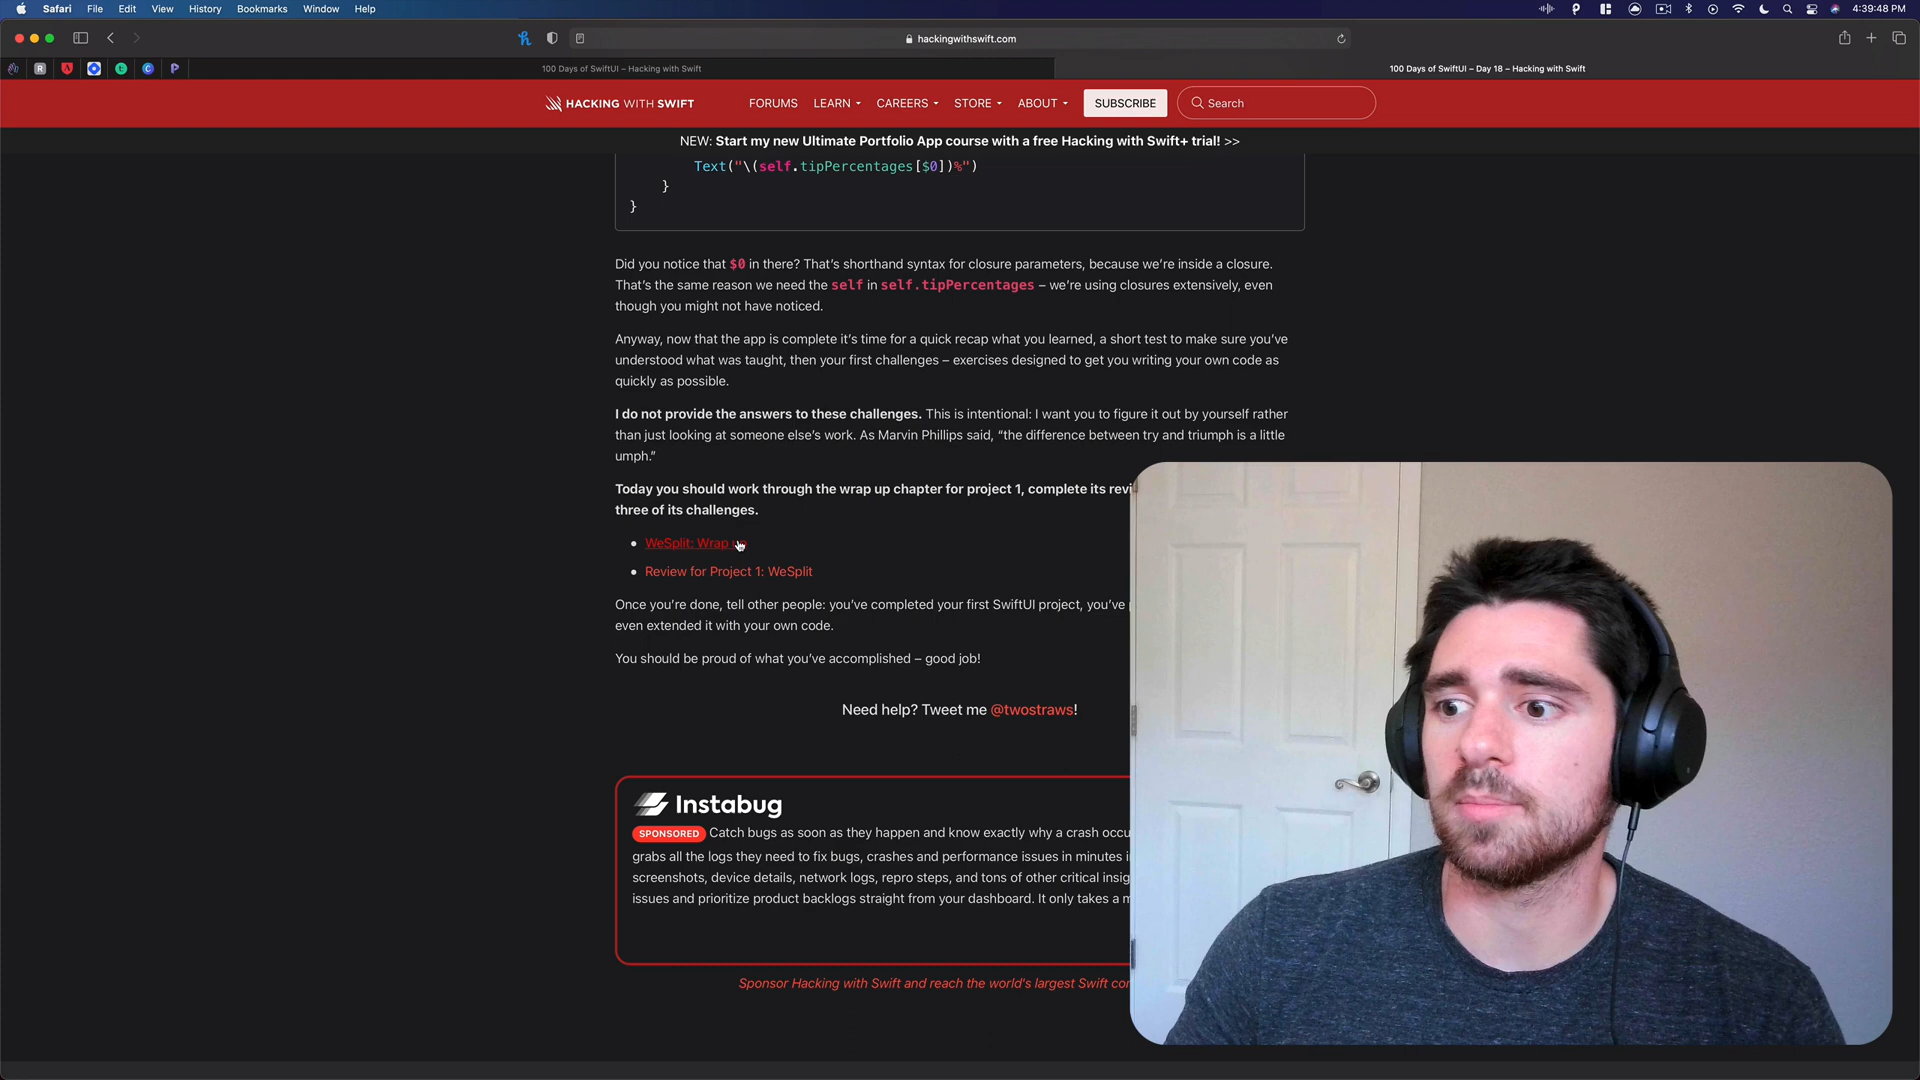 Safari File Edit View History Bookmarks Window Help 4:39:48 PM
hackingwithswift.com
100 Days of SwiftUI – Hacking with Swift
100 Days of SwiftUI – Day 18 – Hacking with Swift
HACKING WITH SWIFT FORUMS LEARN CAREERS STORE ABOUT SUBSCRIBE Search
NEW: Start my new Ultimate Portfolio App course with a free Hacking with Swift+ trial! >>
Text("\(self.tipPercentages[$0])%")
}
}
Did you notice that $0 in there? That's shorthand syntax for closure parameters, because we're inside a closure.
That's the same reason we need the self in self.tipPercentages – we're using closures extensively, even
though you might not have noticed.
Anyway, now that the app is complete it's time for a quick recap what you learned, a short test to make sure you've
understood what was taught, then your first challenges – exercises designed to get you writing your own code as
quickly as possible.
I do not provide the answers to these challenges. This is intentional: I want you to figure it out by yourself rather
than just looking at someone else's work. As Marvin Phillips said, “the difference between try and triumph is a little
umph.”
Today you should work through the wrap up chapter for project 1, complete its revi
three of its challenges.
WeSplit: Wrap
Review for Project 1: WeSplit
Once you're done, tell other people: you've completed your first SwiftUI project, you've
even extended it with your own code.
You should be proud of what you've accomplished – good job!
Need help? Tweet me @twostraws!
Instabug
SPONSORED Catch bugs as soon as they happen and know exactly why a crash occu
grabs all the logs they need to fix bugs, crashes and performance issues in minutes i
screenshots, device details, network logs, repro steps, and tons of other critical insig
issues and prioritize product backlogs straight from your dashboard. It only takes a m
Sponsor Hacking with Swift and reach the world's largest Swift co